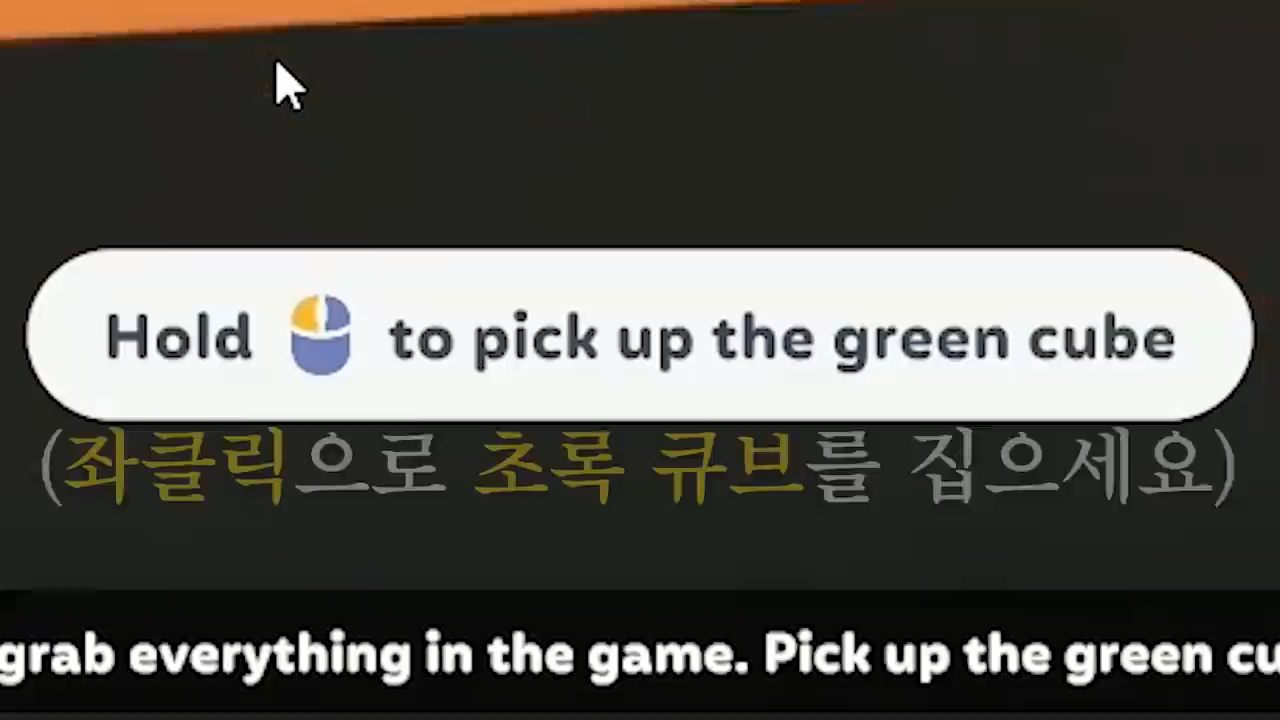 Hold to pick up the green cube
(좌클릭으로 초록 큐브를 집으세요)
grab everything in the game. Pick up the green cu